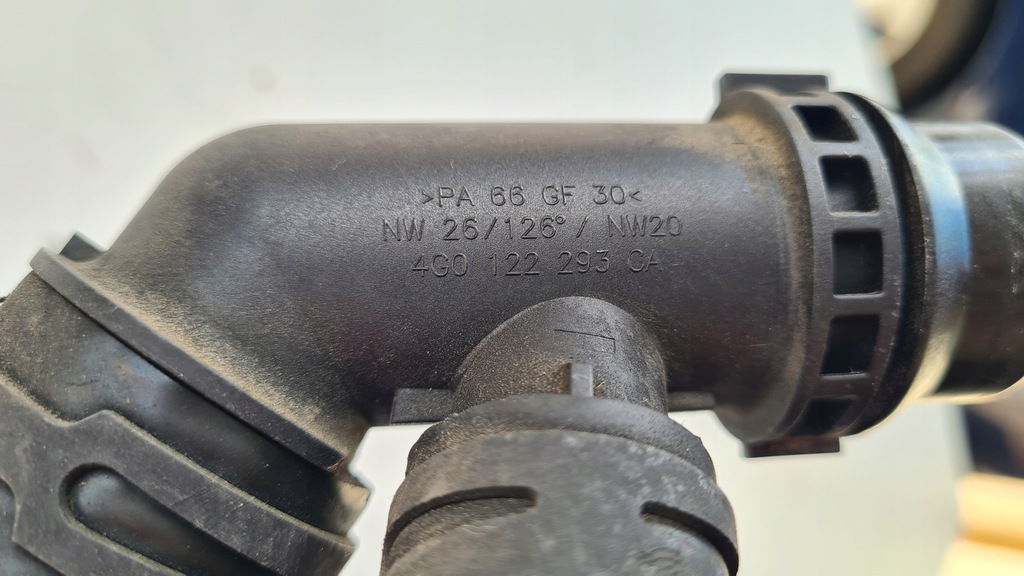 >PA 66 GF 30<
NW 26/126°/ NW20
4G0 122 293 CA